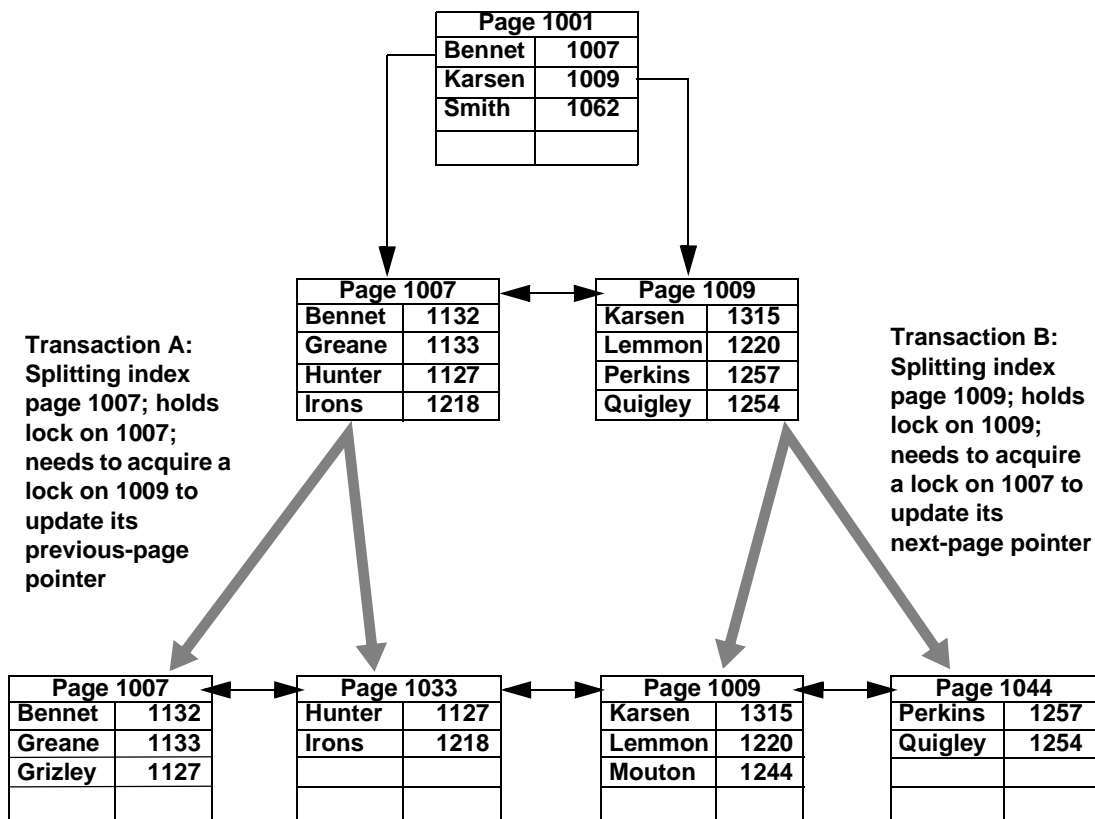 Page 1001
Bennet 1007
Karsen 1009
Smith 1062
Page 1007
Bennet 1132
Greane 1133
Hunter 1127
Irons 1218
Page 1009
Karsen 1315
Lemmon 1220
Perkins 1257
Quigley 1254
Transaction A:
Splitting index
page 1007; holds
lock on 1007;
needs to acquire a
lock on 1009 to
update its
previous-page
pointer
Transaction B:
Splitting index
page 1009; holds
lock on 1009;
needs to acquire
a lock on 1007 to
update its
next-page pointer
Page 1007
Bennet 1132
Greane 1133
Grizley 1127
Page 1033
Hunter 1127
Irons 1218
Page 1009
Karsen 1315
Lemmon 1220
Mouton 1244
Page 1044
Perkins 1257
Quigley 1254